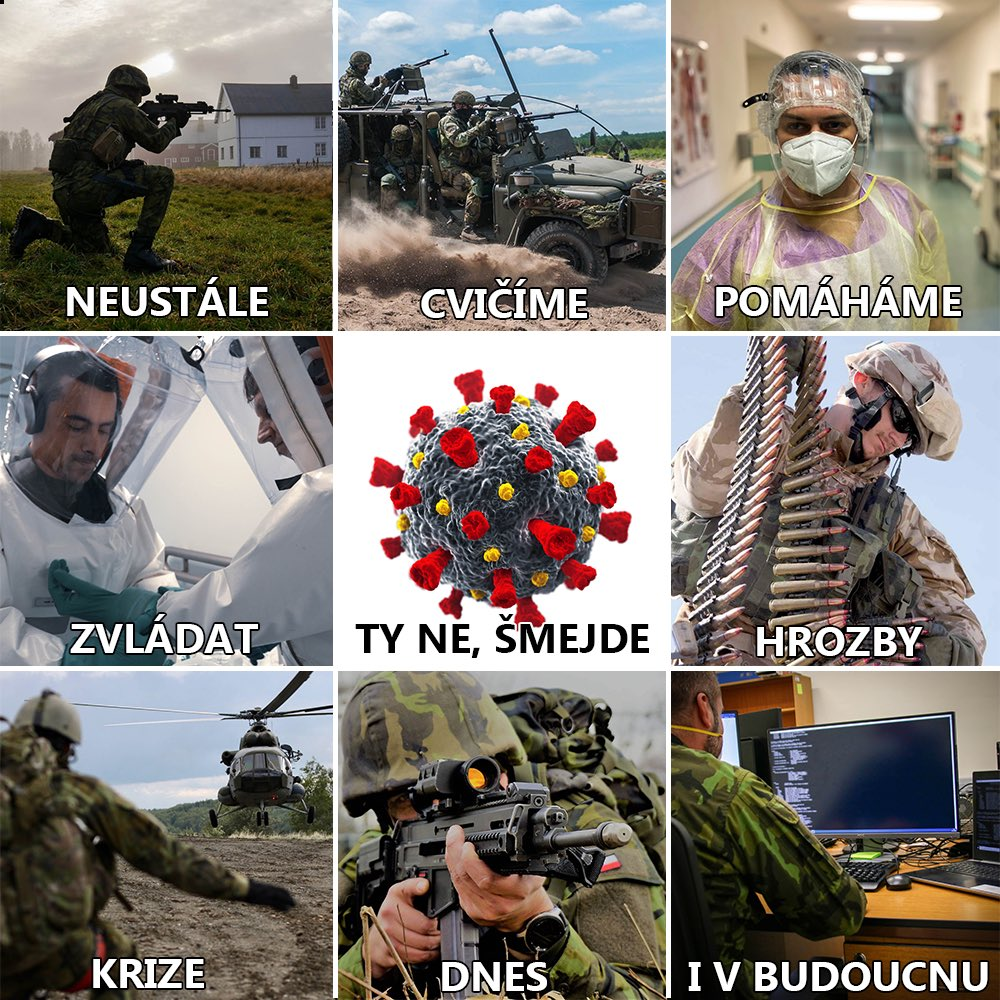 NEUSTÁLE
CVIČÍME
POMÁHÁME
ZVLÁDAT
TY NE, ŠMEJDE
HROZBY
KRIZE
DNES
I V BUDOUCNU